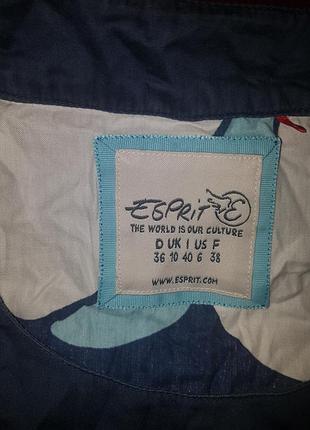 ESPRIT E
THE WORLD IS OUR CULTURE
D UK I US F
36 10 40 6 38
WWW.ESPRIT.COM